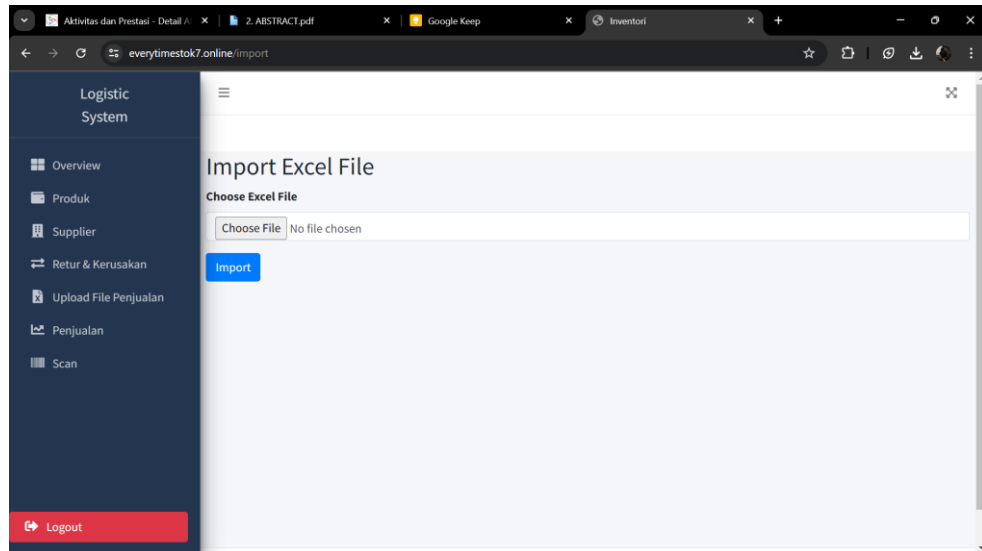 Aktivitas dan Prestasi - Detail A
2. ABSTRACT.pdf
Google Keep
Inventori
everytimestok7.online/import
Logistic
System
Overview
Produk
Supplier
Retur & Kerusakan
Upload File Penjualan
Penjualan
Scan
Logout
Import Excel File
Choose Excel File
Choose File No file chosen
Import